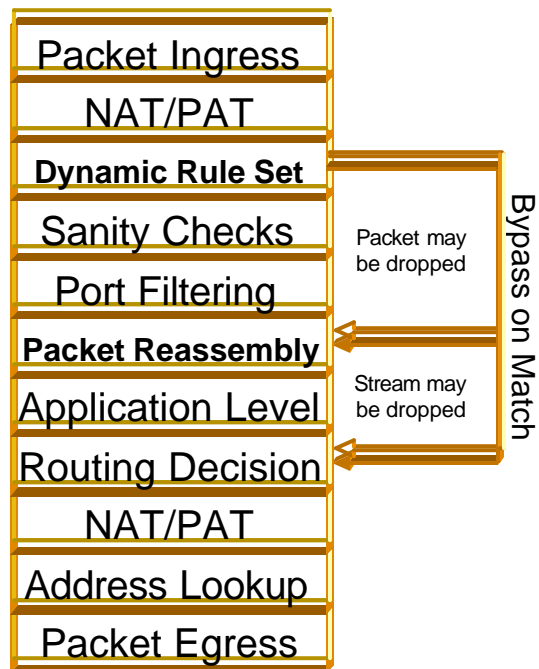 Packet Ingress
NAT/PAT
Dynamic Rule Set
Sanity Checks
Port Filtering
Packet Reassembly
Application Level
Routing Decision
NAT/PAT
Address Lookup
Packet Egress
Packet may
be dropped
Stream may
be dropped
Bypass on Match